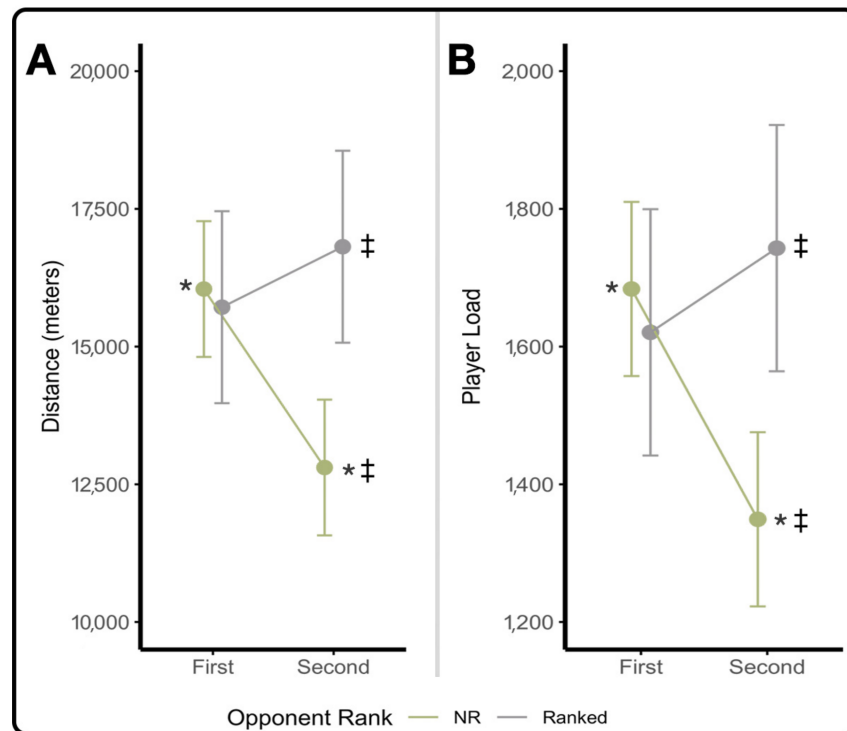 A
20,000
17,500
15,000
12,500
10,000
Distance (meters)
*
‡
* ‡
First Second
B
2,000
1,800
1,600
1,400
1,200
Player Load
*
‡
* ‡
First Second
Opponent Rank NR Ranked